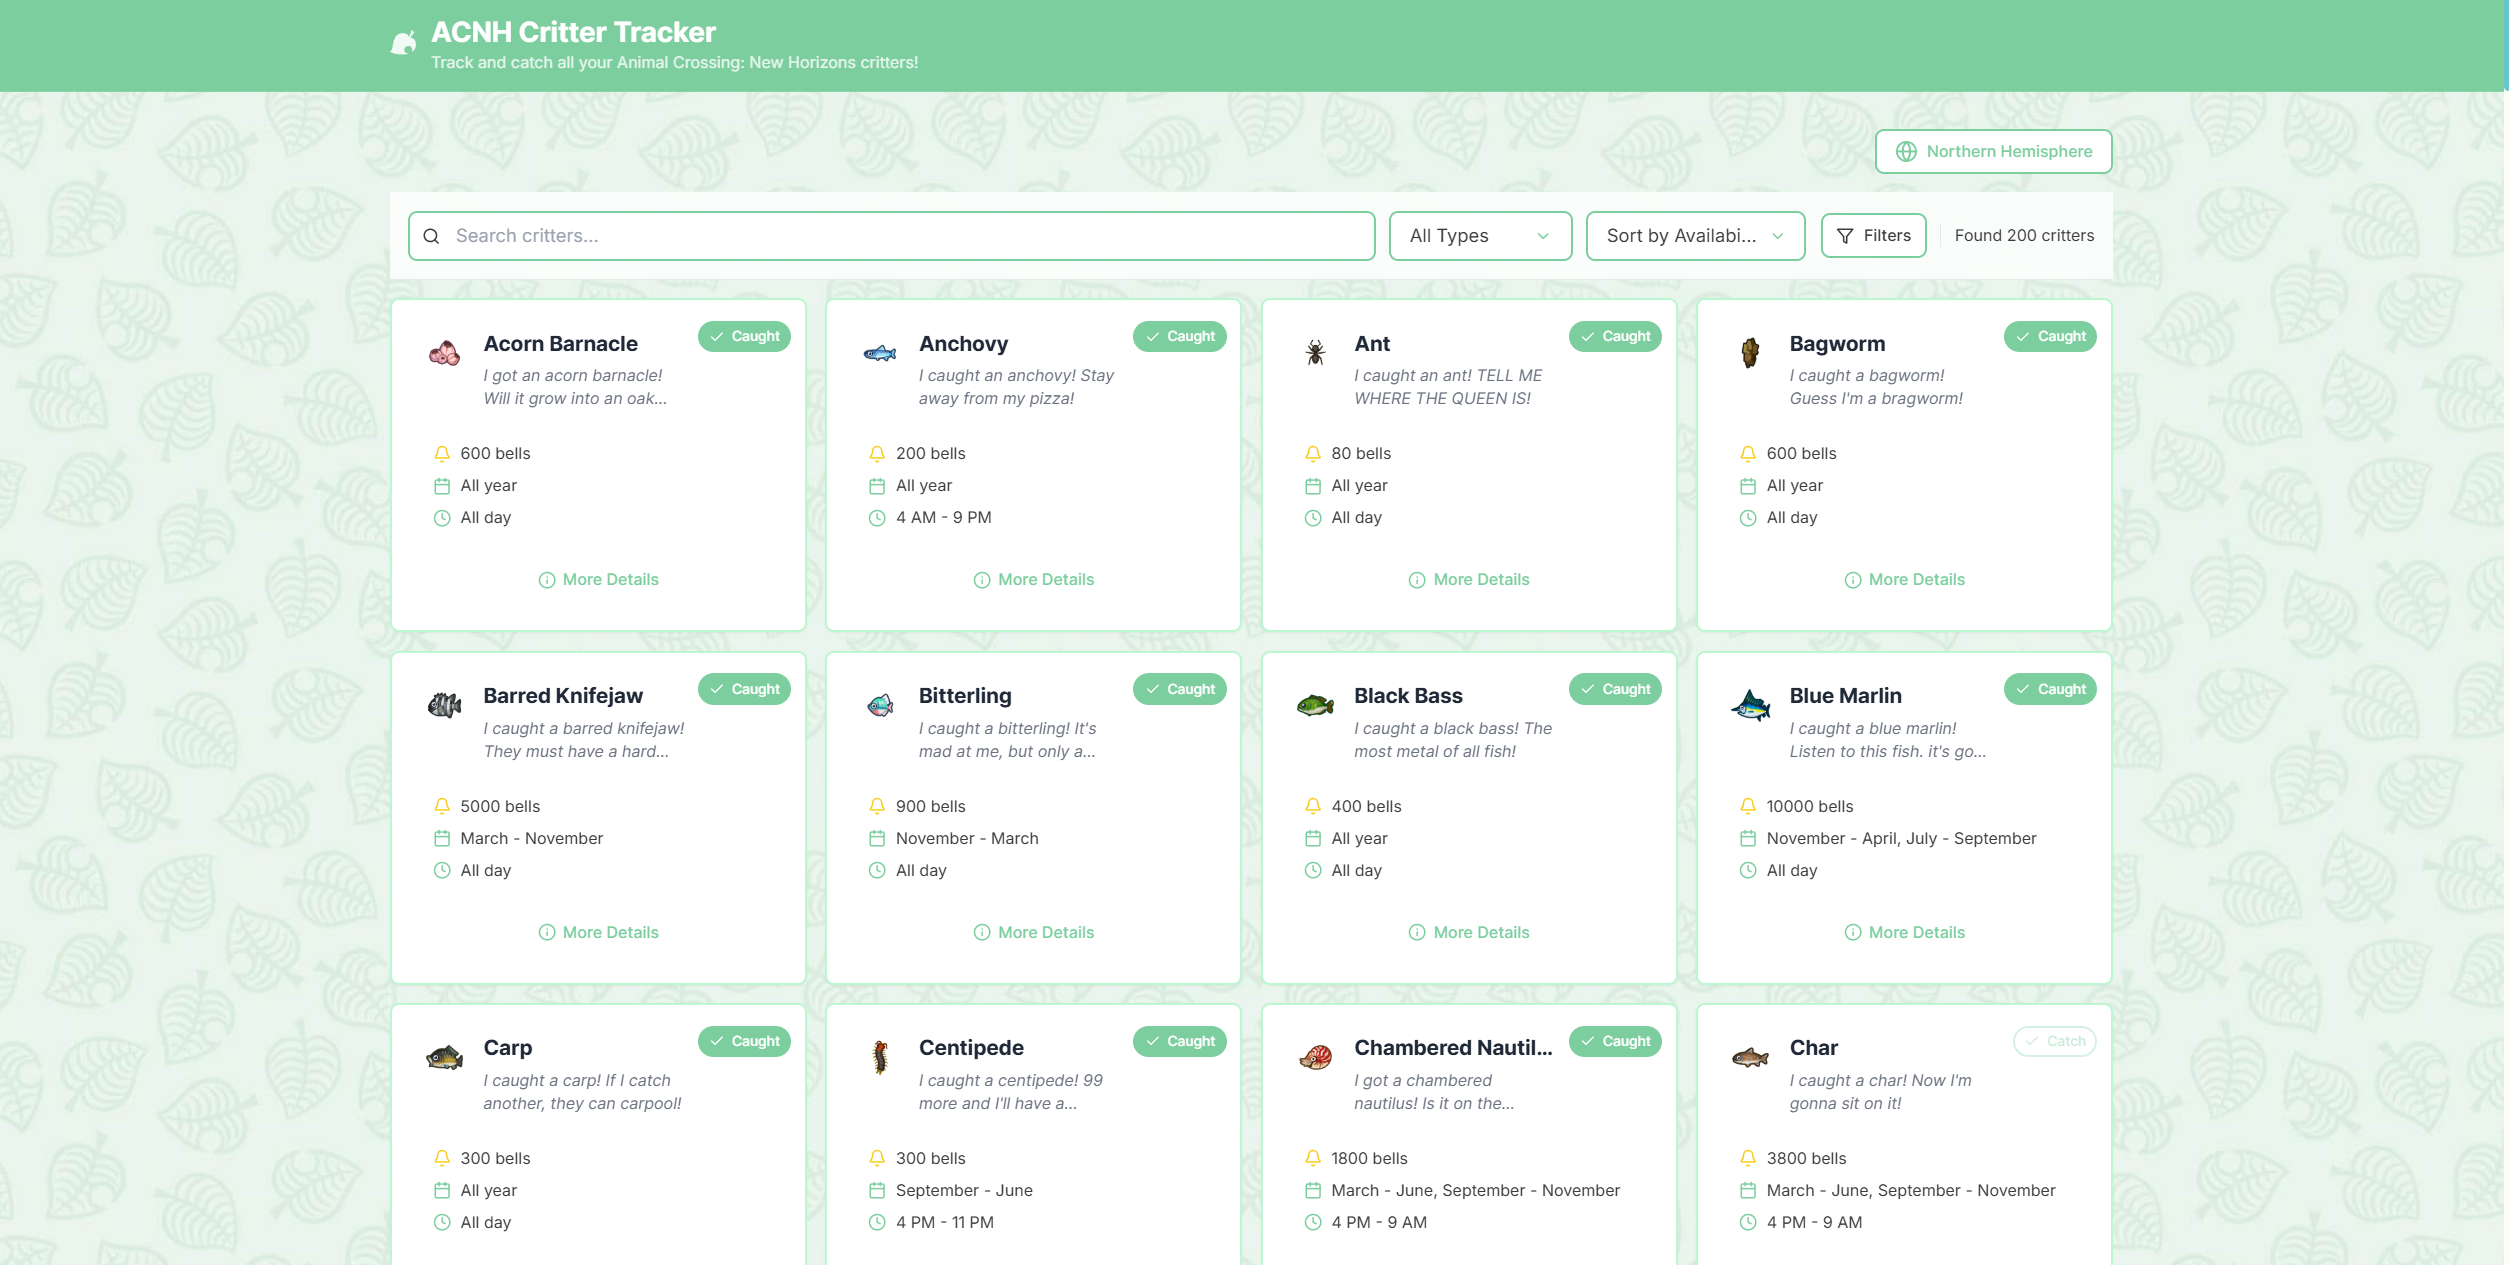 ACNH Critter Tracker
Track and catch all your Animal Crossing: New Horizons critters!
Northern Hemisphere
Search critters...
All Types
Sort by Availabi...
Filters
Found 200 critters
Acorn Barnacle
Caught
I got an acorn barnacle!
Will it grow into an oak...
600 bells
All year
All day
More Details
Anchovy
Caught
I caught an anchovy! Stay
away from my pizza!
200 bells
All year
4 AM - 9 PM
More Details
Ant
Caught
I caught an ant! TELL ME
WHERE THE QUEEN IS!
80 bells
All year
All day
More Details
Bagworm
Caught
I caught a bagworm!
Guess I'm a bragworm!
600 bells
All year
All day
More Details
Barred Knifejaw
Caught
I caught a barred knifejaw!
They must have a hard...
5000 bells
March - November
All day
More Details
Bitterling
Caught
I caught a bitterling! It's
mad at me, but only a...
900 bells
November - March
All day
More Details
Black Bass
Caught
I caught a black bass! The
most metal of all fish!
400 bells
All year
All day
More Details
Blue Marlin
Caught
I caught a blue marlin!
Listen to this fish. it's go...
10000 bells
November - April, July - September
All day
More Details
Carp
Caught
I caught a carp! If I catch
another, they can carpool!
300 bells
All year
All day
Centipede
Caught
I caught a centipede! 99
more and I'll have a...
300 bells
September - June
4 PM - 11 PM
Chambered Nautil...
Caught
I got a chambered
nautilus! Is it on the...
1800 bells
March - June, September - November
4 PM - 9 AM
Char
Catch
I caught a char! Now I'm
gonna sit on it!
3800 bells
March - June, September - November
4 PM - 9 AM